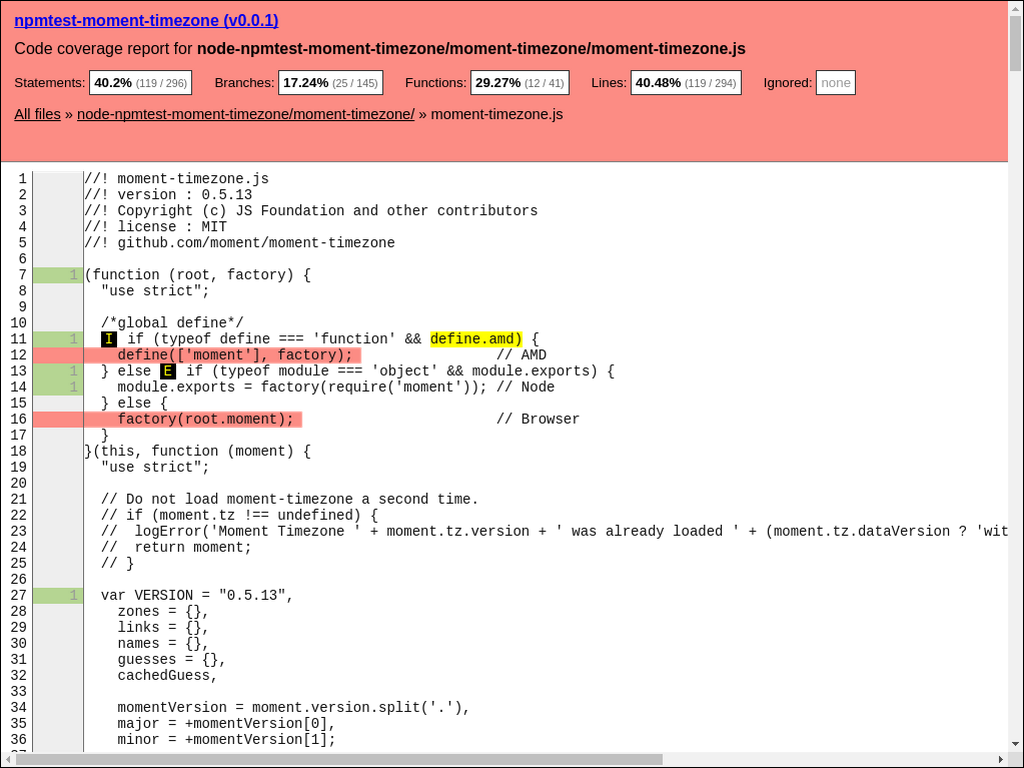 npmtest-moment-timezone (v0.0.1)
Code coverage report for node-npmtest-moment-timezone/moment-timezone/moment-timezone.js
Statements: 40.2% (119 / 296) Branches: 17.24% (25 / 145) Functions: 29.27% (12 / 41) Lines: 40.48% (119 / 294) Ignored: none
All files » node-npmtest-moment-timezone/moment-timezone/ » moment-timezone.js
1 //! moment-timezone.js
2 //! version : 0.5.13
3 //! Copyright (c) JS Foundation and other contributors
4 //! license : MIT
5 //! github.com/moment/moment-timezone
6
7 1 (function (root, factory) {
8 "use strict";
9
10 /*global define*/
11 1 I if (typeof define === 'function' && define.amd) {
12 define(['moment'], factory); // AMD
13 1 } else E if (typeof module === 'object' && module.exports) {
14 1 module.exports = factory(require('moment')); // Node
15 } else {
16 factory(root.moment); // Browser
17 }
18 }(this, function (moment) {
19 "use strict";
20
21 // Do not load moment-timezone a second time.
22 // if (moment.tz !== undefined) {
23 // logError('Moment Timezone ' + moment.tz.version + ' was already loaded ' + (moment.tz.dataVersion ? 'wit
24 // return moment;
25 // }
26
27 1 var VERSION = "0.5.13",
28 zones = {},
29 links = {},
30 names = {},
31 guesses = {},
32 cachedGuess,
33
34 momentVersion = moment.version.split('.'),
35 major = +momentVersion[0],
36 minor = +momentVersion[1];